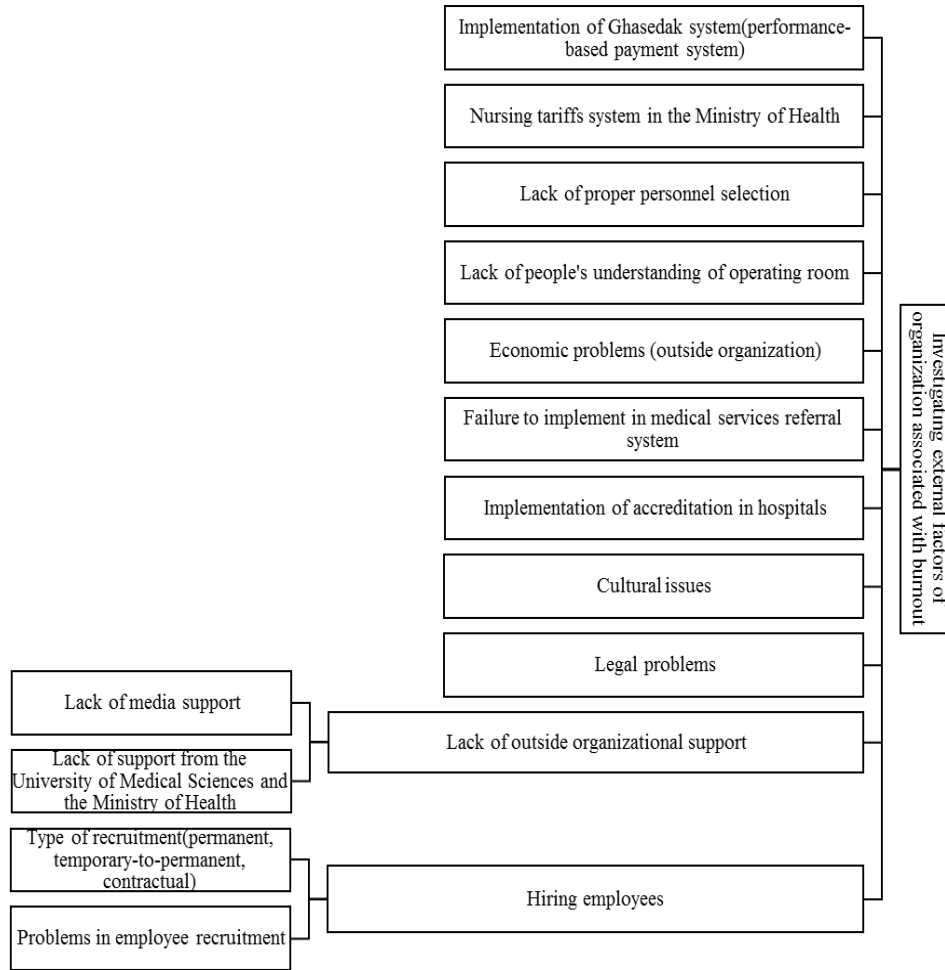 Implementation of Ghasedak system(performance-
based payment system)
Nursing tariffs system in the Ministry of Health
Lack of proper personnel selection
Lack of people's understanding of operating room
Economic problems (outside organization)
Failure to implement in medical services referral
system
Implementation of accreditation in hospitals
Cultural issues
Legal problems
Lack of outside organizational support
Lack of media support
Lack of support from the
University of Medical Sciences and
the Ministry of Health
Hiring employees
Type of recruitment(permanent,
temporary-to-permanent,
contractual)
Problems in employee recruitment
Investigating external factors of
organization associated with burnout